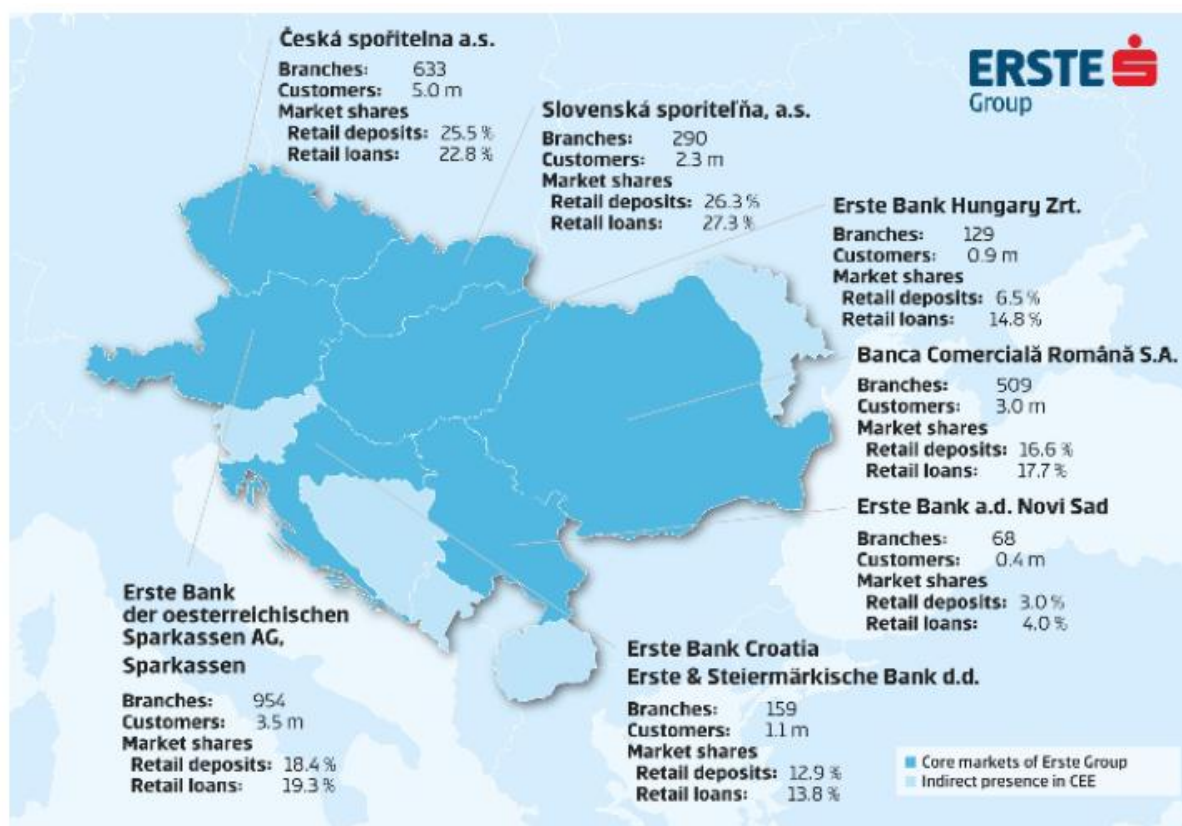 Česká spořitelna a.s.
Branches: 633
Customers: 5.0 m
Market shares
Retail deposits: 25.5 %
Retail loans: 22.8 %
ERSTE
Group
Slovenská sporiteľňa, a.s.
Branches: 290
Customers: 2.3 m
Market shares
Retail deposits: 26.3 %
Retail loans: 27.3 %
Erste Bank Hungary Zrt.
Branches: 129
Customers: 0.9 m
Market shares
Retail deposits: 6.5 %
Retail loans: 14.8 %
Banca Comercială Română S.A.
Branches: 509
Customers: 3.0 m
Market shares
Retail deposits: 16.6 %
Retail loans: 17.7 %
Erste Bank a.d. Novi Sad
Branches: 68
Customers: 0.4 m
Market shares
Retail deposits: 3.0 %
Retail loans: 4.0 %
Erste Bank
der oesterreichischen
Sparkassen AG,
Sparkassen
Branches: 954
Customers: 3.5 m
Market shares
Retail deposits: 18.4 %
Retail loans: 19.3 %
Erste Bank Croatia
Erste & Steiermärkische Bank d.d.
Branches: 159
Customers: 1.1 m
Market shares
Retail deposits: 12.9 %
Retail loans: 13.8 %
Core markets of Erste Group
Indirect presence in CEE